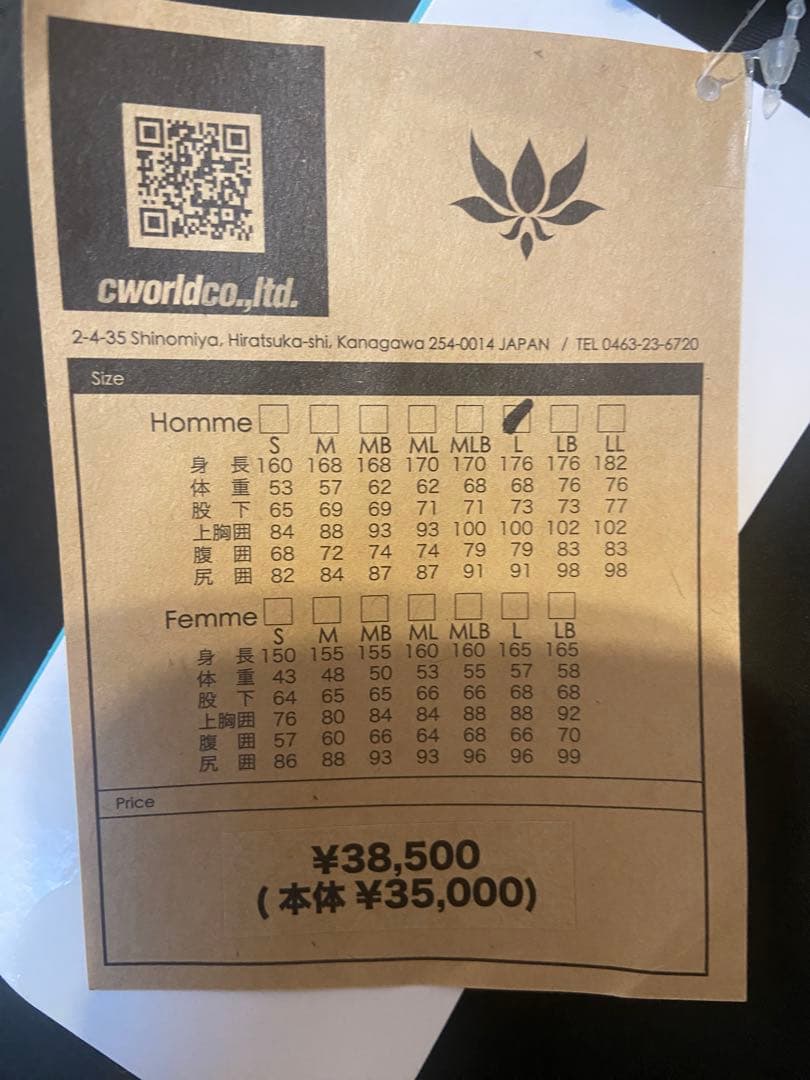 cworldco.,ltd.
2-4-35 Shinomiya, Hiratsuka-shi, Kanagawa 254-0014 JAPAN / TEL 0463-23-6720
Size
Homme
S M MB ML MLB L LB LL
身長 160 168 168 170 170 176 176 182
体重 53 57 62 62 68 68 76 76
股下 65 69 69 71 71 73 73 77
上胸囲 84 88 93 93 100 100 102 102
腹囲 68 72 74 74 79 79 83 83
尻囲 82 84 87 87 91 91 98 98
Femme
S M MB ML MLB L LB
身長 150 155 155 160 160 165 165
体重 43 48 50 53 55 57 58
股下 64 65 65 66 66 68 68
上胸囲 76 80 84 84 88 88 92
腹囲 57 60 66 64 68 66 70
尻囲 86 88 93 93 96 96 99
Price
¥38,500
(本体 ¥35,000)